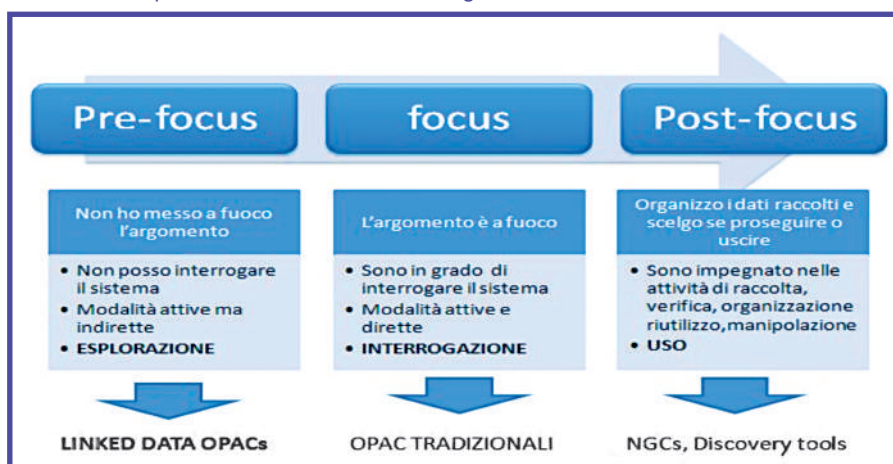 Pre-focus
focus
Post-focus
Non ho messo a fuoco
l'argomento
• Non posso interrogare
il sistema
• Modalità attive ma
indirette
• ESPLORAZIONE
L'argomento è a fuoco
• Sono in grado di
interrogare il sistema
• Modalità attive e
dirette
• INTERROGAZIONE
Organizzo i dati raccolti e
scelgo se proseguire o
uscire
• Sono impegnato nelle
attività di raccolta,
verifica, organizzazione
riutilizzo,manipolazione
• USO
LINKED DATA OPACs
OPAC TRADIZIONALI
NGCs, Discovery tools